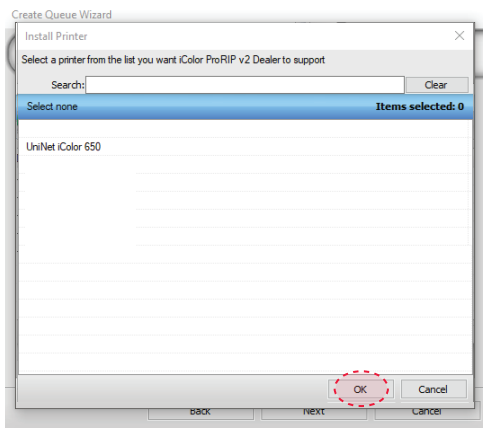 Create Queue Wizard
Install Printer
Select a printer from the list you want iColor ProRIP v2 Dealer to support
Search: Clear
Select none Items selected: 0
UniNet iColor 650
OK Cancel
Back Next Cancel